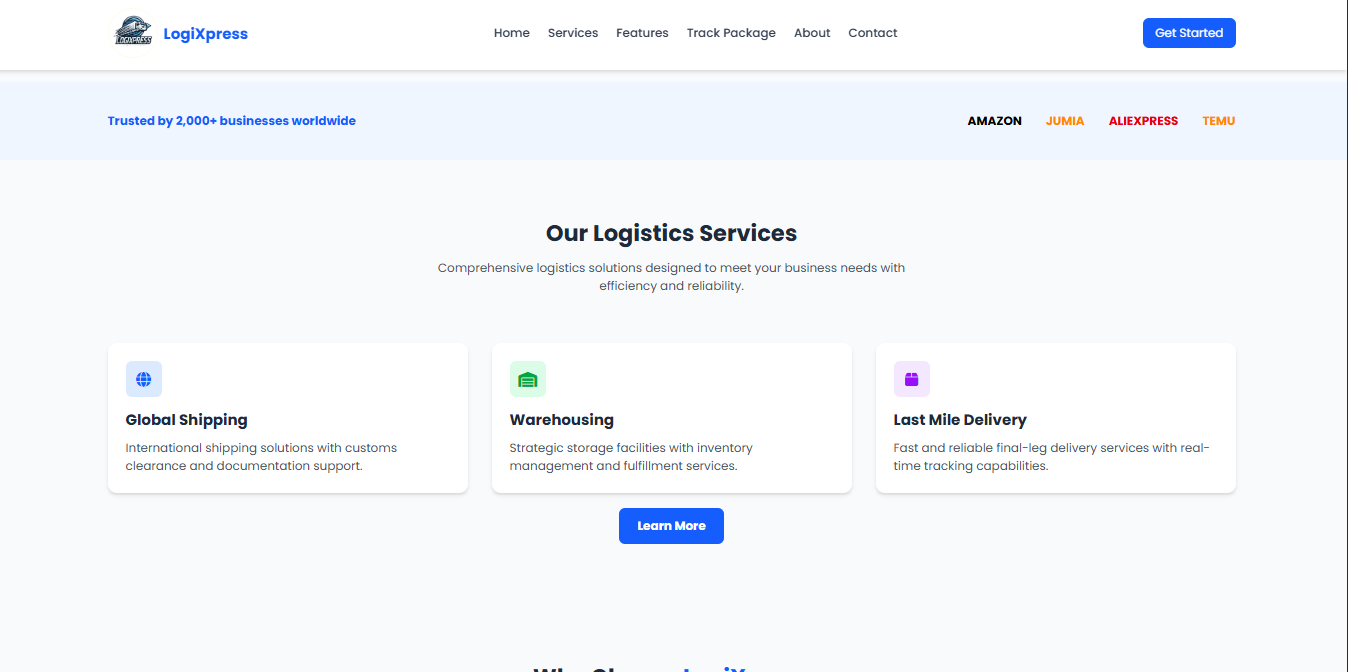 LOGIXPRESS
LogiXpress
Home Services Features Track Package About Contact
Get Started
Trusted by 2,000+ businesses worldwide
AMAZON JUMIA ALIEXPRESS TEMU
Our Logistics Services
Comprehensive logistics solutions designed to meet your business needs with
efficiency and reliability.
Global Shipping
International shipping solutions with customs
clearance and documentation support.
Warehousing
Strategic storage facilities with inventory
management and fulfillment services.
Last Mile Delivery
Fast and reliable final-leg delivery services with real-
time tracking capabilities.
Learn More